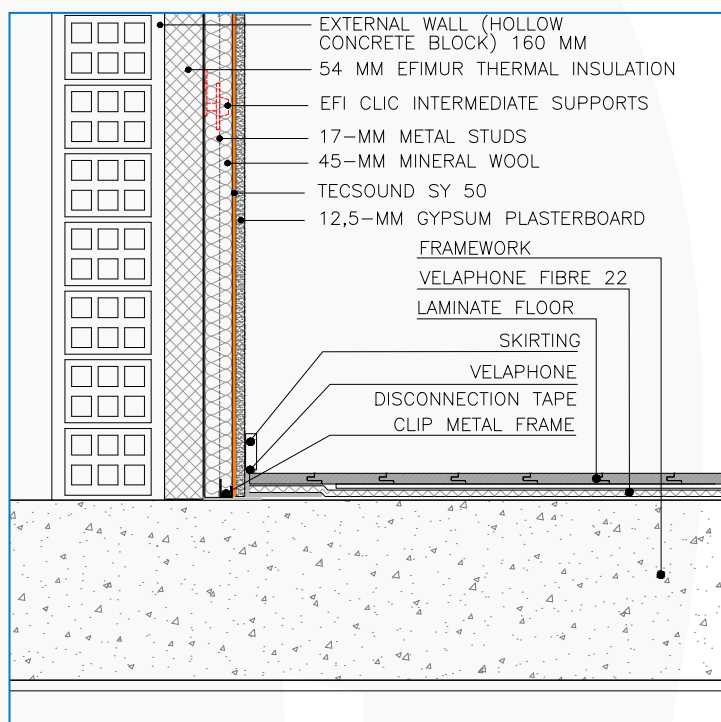 EXTERNAL WALL (HOLLOW
CONCRETE BLOCK) 160 MM
54 MM EFIMUR THERMAL INSULATION
EFI CLIC INTERMEDIATE SUPPORTS
17-MM METAL STUDS
45-MM MINERAL WOOL
TECSOUND SY 50
12,5-MM GYPSUM PLASTERBOARD
FRAMEWORK
VELAPHONE FIBRE 22
LAMINATE FLOOR
SKIRTING
VELAPHONE
DISCONNECTION TAPE
CLIP METAL FRAME